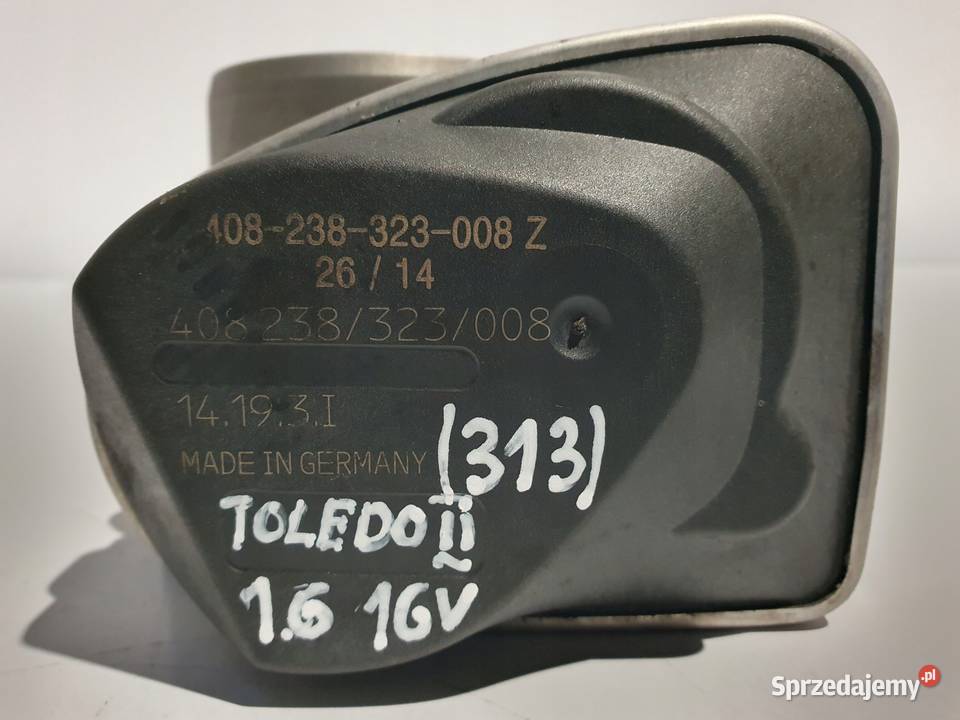 408-238-323-008 Z
26 / 14
408 238/323/008
14.19.3.I
MADE IN GERMANY
(313)
TOLEDO II
1.6 16V
Sprzedajemy.pl